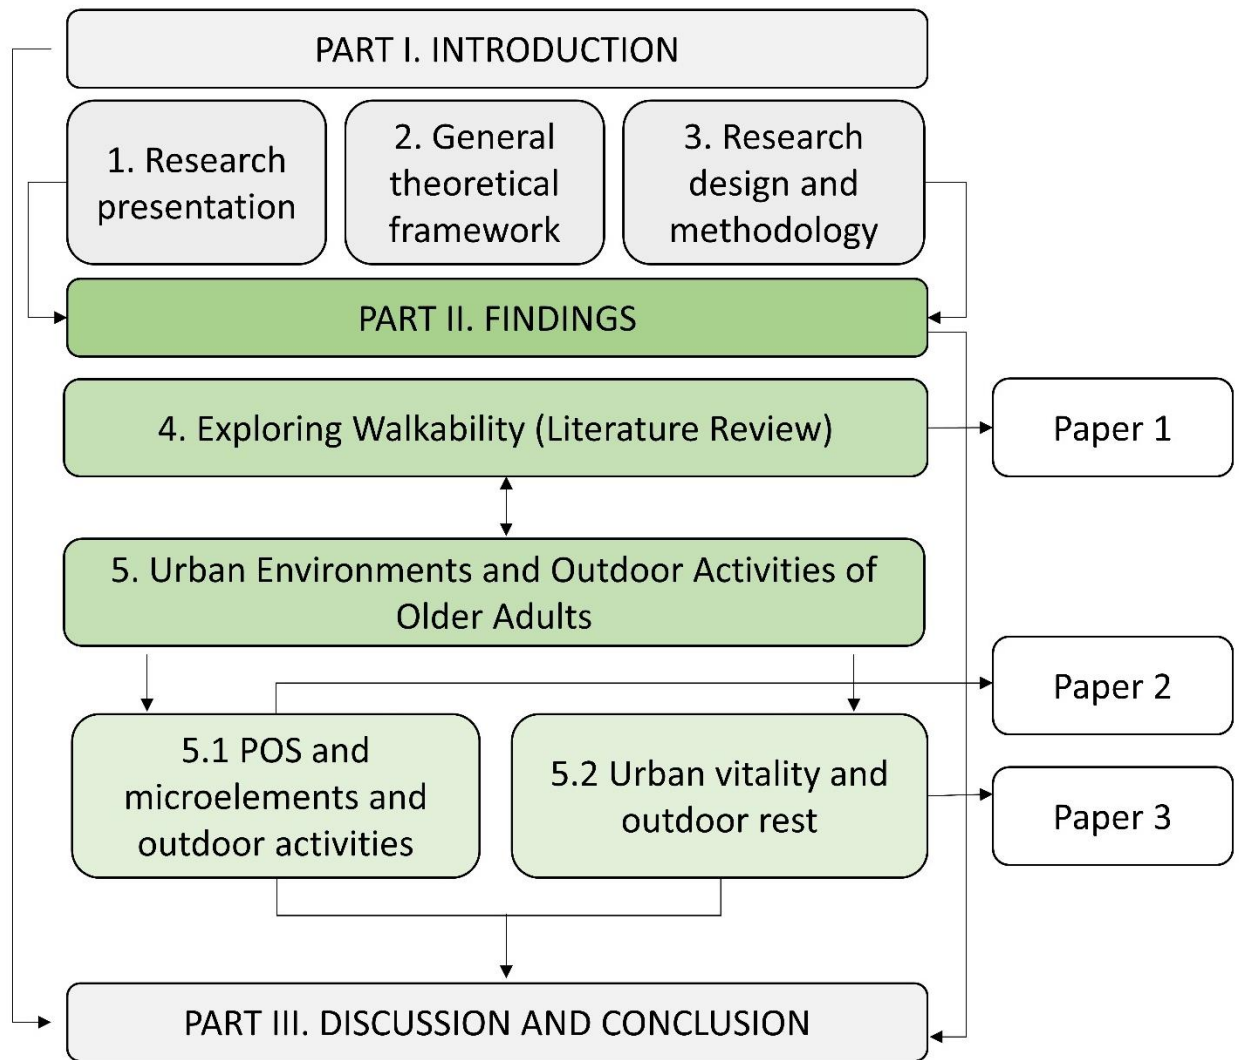 PART I. INTRODUCTION
1. Research
presentation
2. General
theoretical
framework
3. Research
design and
methodology
PART II. FINDINGS
4. Exploring Walkability (Literature Review)
Paper 1
5. Urban Environments and Outdoor Activities of
Older Adults
Paper 2
5.1 POS and
microelements and
outdoor activities
5.2 Urban vitality and
outdoor rest
Paper 3
PART III. DISCUSSION AND CONCLUSION